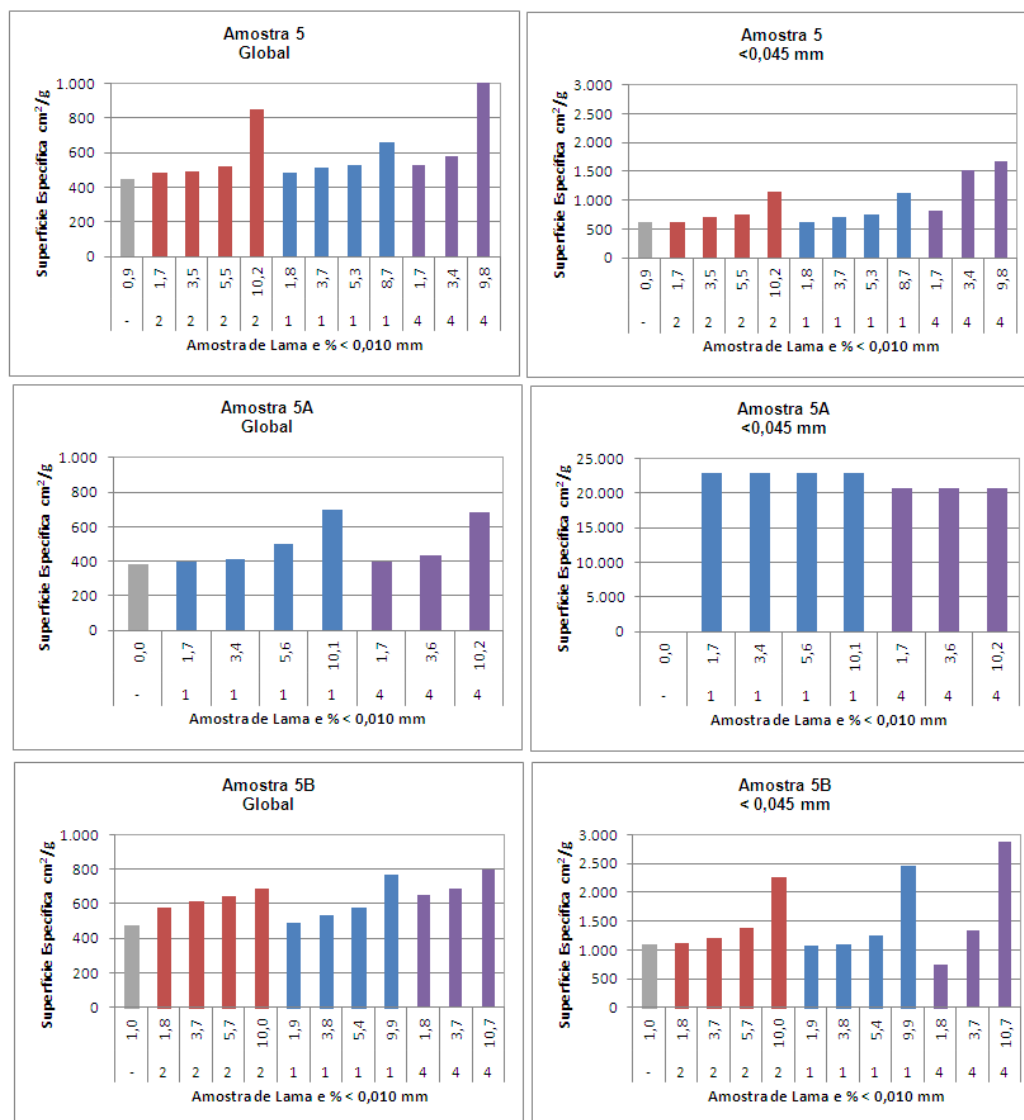 Amostra 5
Global
Superfície Específica cm²/g
1.000
800
600
400
200
0
0,9 1,7 3,5 5,5 10,2 1,8 3,7 5,3 8,7 1,7 3,4 9,8
- 2 2 2 2 1 1 1 1 4 4 4
Amostra de Lama e % < 0,010 mm
Amostra 5
<0,045 mm
Superfície Específica cm²/g
3.000
2.500
2.000
1.500
1.000
500
0
0,9 1,7 3,5 5,5 10,2 1,8 3,7 5,3 8,7 1,7 3,4 9,8
- 2 2 2 2 1 1 1 1 4 4 4
Amostra de Lama e % < 0,010 mm
Amostra 5A
Global
Superfície Específica cm²/g
1.000
800
600
400
200
0
0,0 1,7 3,4 5,6 10,1 1,7 3,6 10,2
- 1 1 1 1 4 4 4
Amostra de Lama e % < 0,010 mm
Amostra 5A
<0,045 mm
Superfície Específica cm²/g
25.000
20.000
15.000
10.000
5.000
0
0,0 1,7 3,4 5,6 10,1 1,7 3,6 10,2
- 1 1 1 1 4 4 4
Amostra de Lama e % < 0,010 mm
Amostra 5B
Global
Superfície Específica cm²/g
1.000
800
600
400
200
0
1,0 1,8 3,7 5,7 10,0 1,9 3,8 5,4 9,9 1,8 3,7 10,7
- 2 2 2 2 1 1 1 1 4 4 4
Amostra de Lama e % < 0,010 mm
Amostra 5B
< 0,045 mm
Superfície Específica cm²/g
3.000
2.500
2.000
1.500
1.000
500
0
1,0 1,8 3,7 5,7 10,0 1,9 3,8 5,4 9,9 1,8 3,7 10,7
- 2 2 2 2 1 1 1 1 4 4 4
Amostra de Lama e % < 0,010 mm